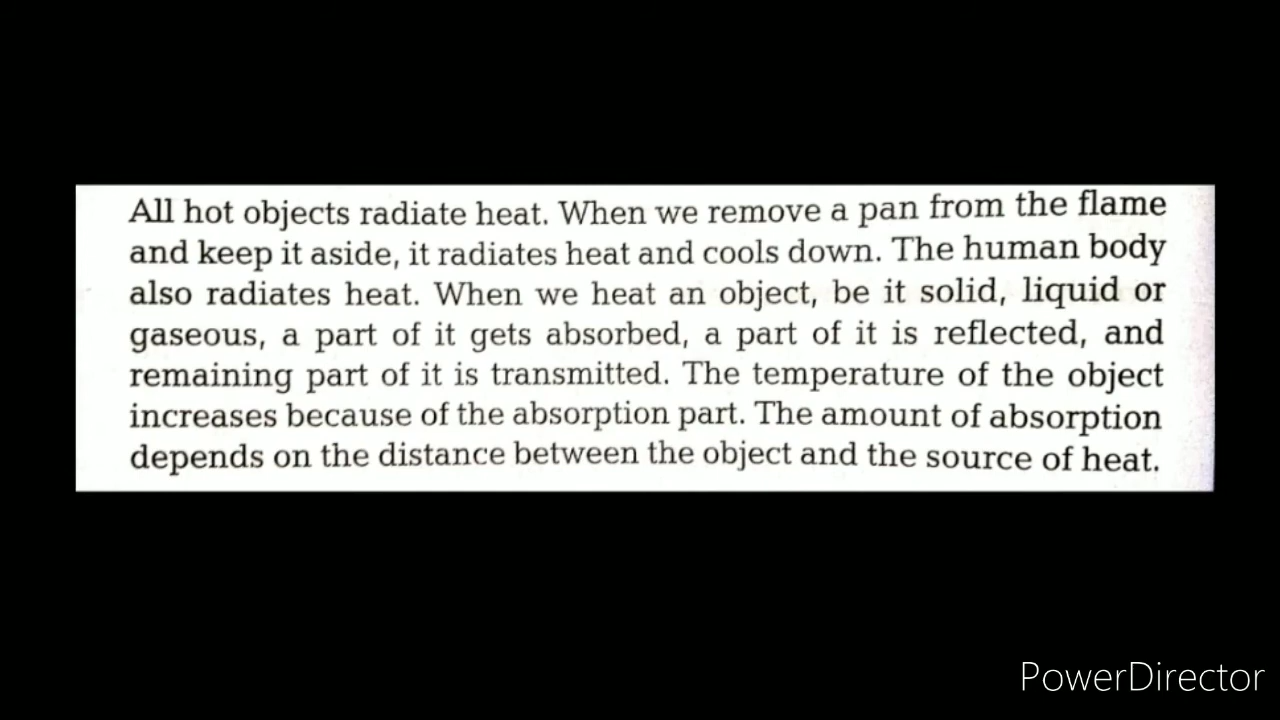 All hot objects radiate heat. When we remove a pan from the flame
and keep it aside, it radiates heat and cools down. The human body
also radiates heat. When we heat an object, be it solid, liquid or
gaseous, a part of it gets absorbed, a part of it is reflected, and
remaining part of it is transmitted. The temperature of the object
increases because of the absorption part. The amount of absorption
depends on the distance between the object and the source of heat.
PowerDirector